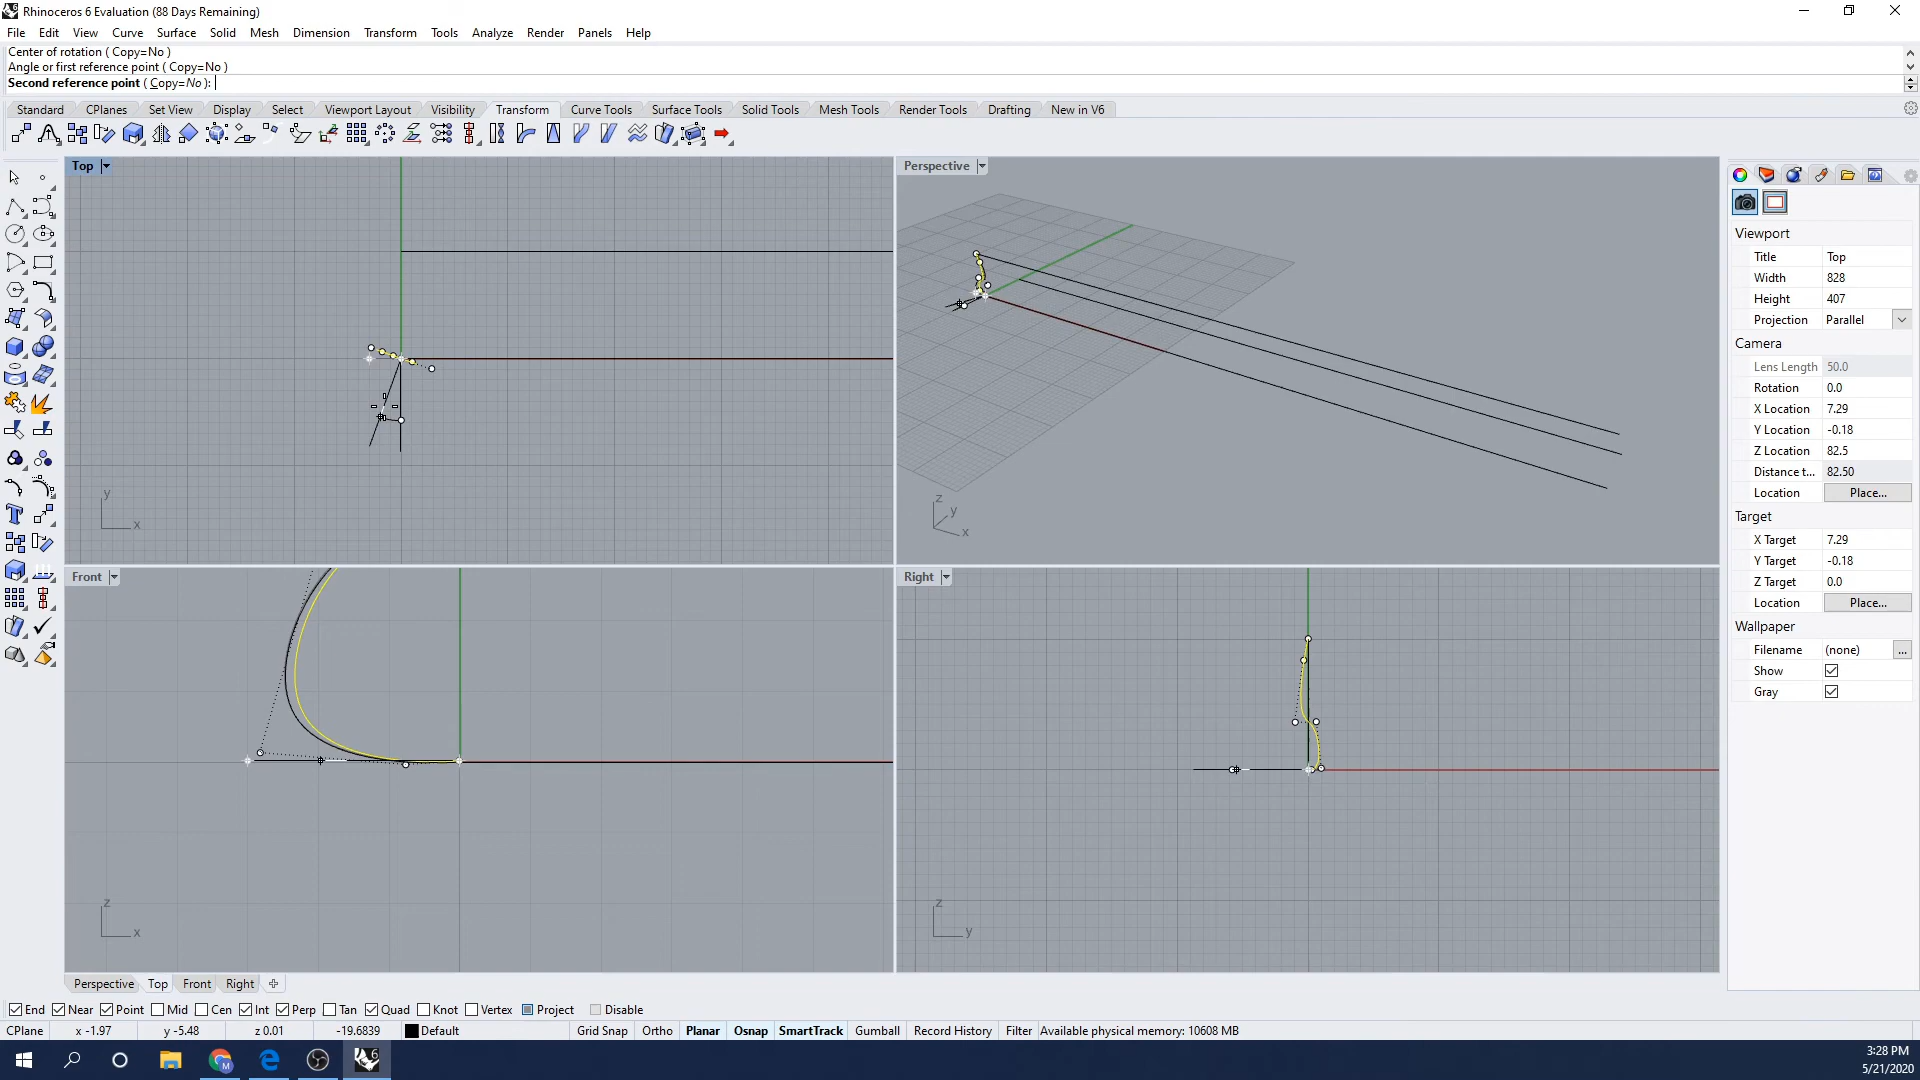 Rhinoceros 6 Evaluation (88 Days Remaining)
File Edit View Curve Surface Solid Mesh Dimension Transform Tools Analyze Render Panels Help
Center of rotation ( Copy=No )
Angle or first reference point ( Copy=No )
Second reference point ( Copy=No ):
Standard CPlanes Set View Display Select Viewport Layout Visibility Transform Curve Tools Surface Tools Solid Tools Mesh Tools Render Tools Drafting New in V6
Top
Perspective
Viewport
Title Top
Width 828
Height 407
Projection Parallel
Camera
Lens Length 50.0
Rotation 0.0
X Location 7.29
Y Location -0.18
Z Location 82.5
Distance t... 82.50
Location Place...
Target
X Target 7.29
Y Target -0.18
Z Target 0.0
Location Place...
Wallpaper
Filename (none) ...
Show
Gray
y
x
z
y
x
Front
Right
z
x
z
y
Perspective Top Front Right
End Near Point Mid Cen Int Perp Tan Quad Knot Vertex Project Disable
CPlane x -1.97 y -5.48 z 0.01 -19.6839 Default Grid Snap Ortho Planar Osnap SmartTrack Gumball Record History Filter Available physical memory: 10608 MB
3:28 PM
5/21/2020